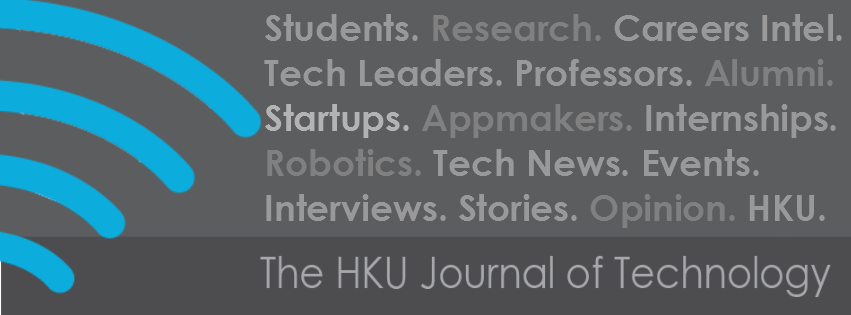 Students. Research. Careers Intel.
Tech Leaders. Professors. Alumni.
Startups. Appmakers. Internships.
Robotics. Tech News. Events.
Interviews. Stories. Opinion. HKU.
The HKU Journal of Technology